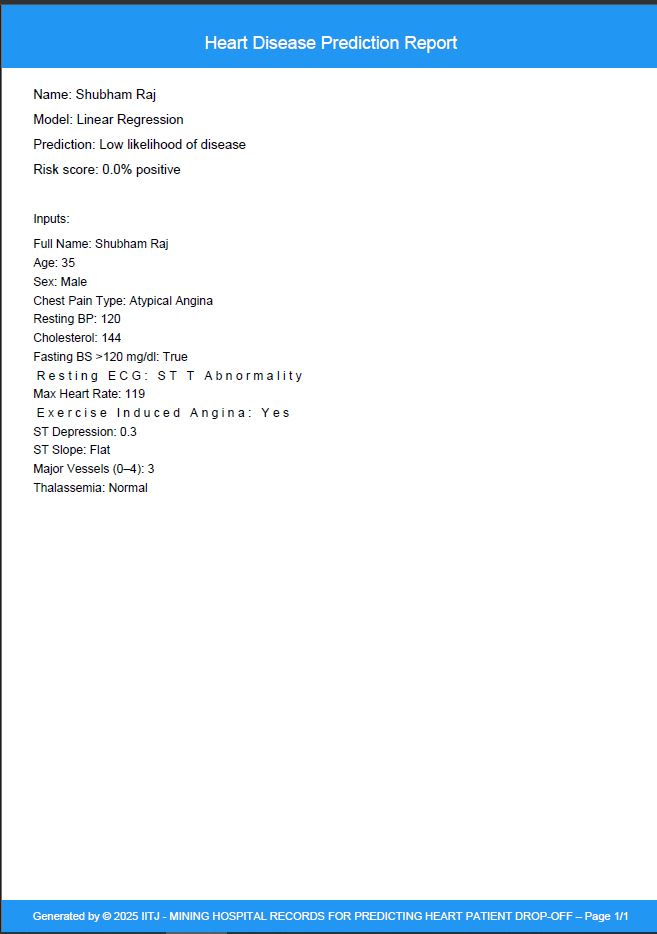 Heart Disease Prediction Report
Name: Shubham Raj
Model: Linear Regression
Prediction: Low likelihood of disease
Risk score: 0.0% positive
Inputs:
Full Name: Shubham Raj
Age: 35
Sex: Male
Chest Pain Type: Atypical Angina
Resting BP: 120
Cholesterol: 144
Fasting BS >120 mg/dl: True
Resting ECG: ST T Abnormality
Max Heart Rate: 119
Exercise Induced Angina: Yes
ST Depression: 0.3
ST Slope: Flat
Major Vessels (0–4): 3
Thalassemia: Normal
Generated by © 2025 IITJ - MINING HOSPITAL RECORDS FOR PREDICTING HEART PATIENT DROP-OFF – Page 1/1